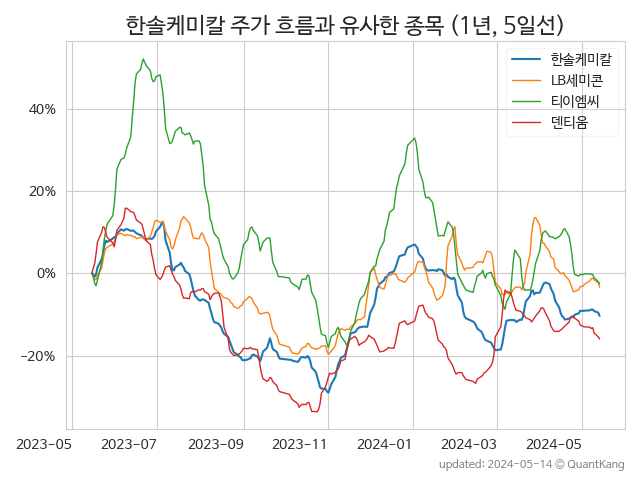 한솔케미칼 주가 흐름과 유사한 종목 (1년, 5일선)
한솔케미칼
LB세미콘
티이엠씨
덴티움
40%
20%
0%
−20%
2023-05 2023-07 2023-09 2023-11 2024-01 2024-03 2024-05
updated: 2024-05-14 © QuantKang